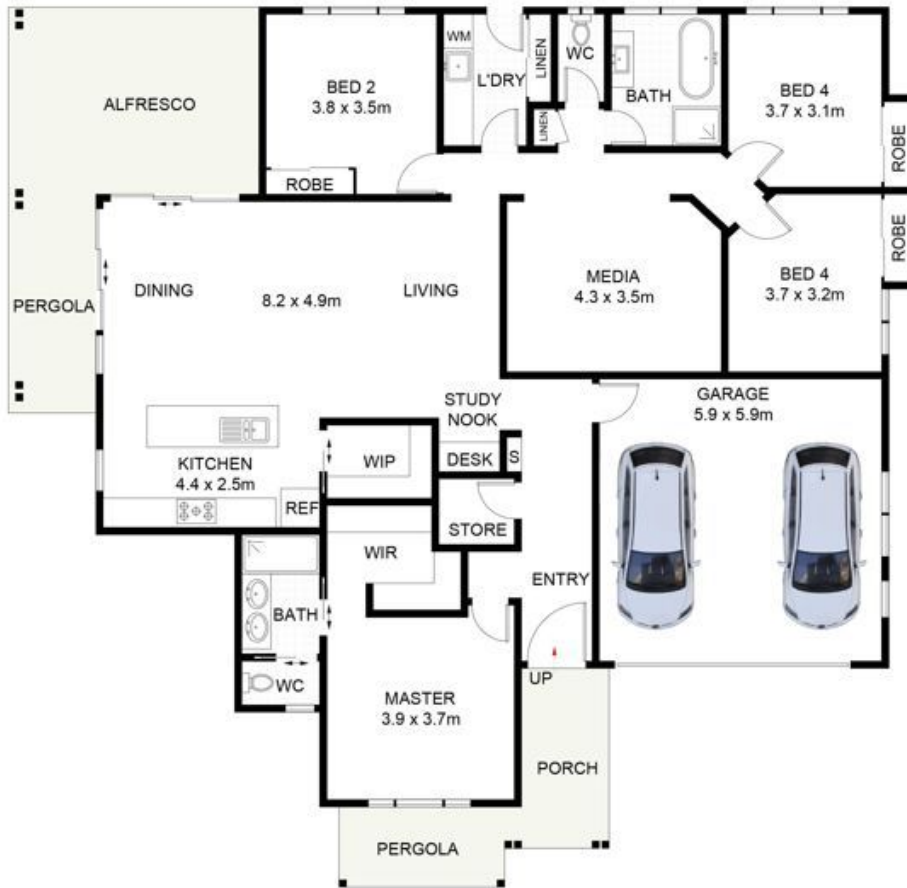 ALFRESCO
BED 2
3.8 x 3.5m
ROBE
WM
L'DRY
LINEN
LINEN
WC
BATH
BED 4
3.7 x 3.1m
ROBE
ROBE
BED 4
3.7 x 3.2m
PERGOLA
DINING
8.2 x 4.9m
LIVING
MEDIA
4.3 x 3.5m
STUDY
NOOK
DESK
S
GARAGE
5.9 x 5.9m
KITCHEN
4.4 x 2.5m
REF
WIP
STORE
WIR
ENTRY
BATH
WC
MASTER
3.9 x 3.7m
UP
PORCH
PERGOLA